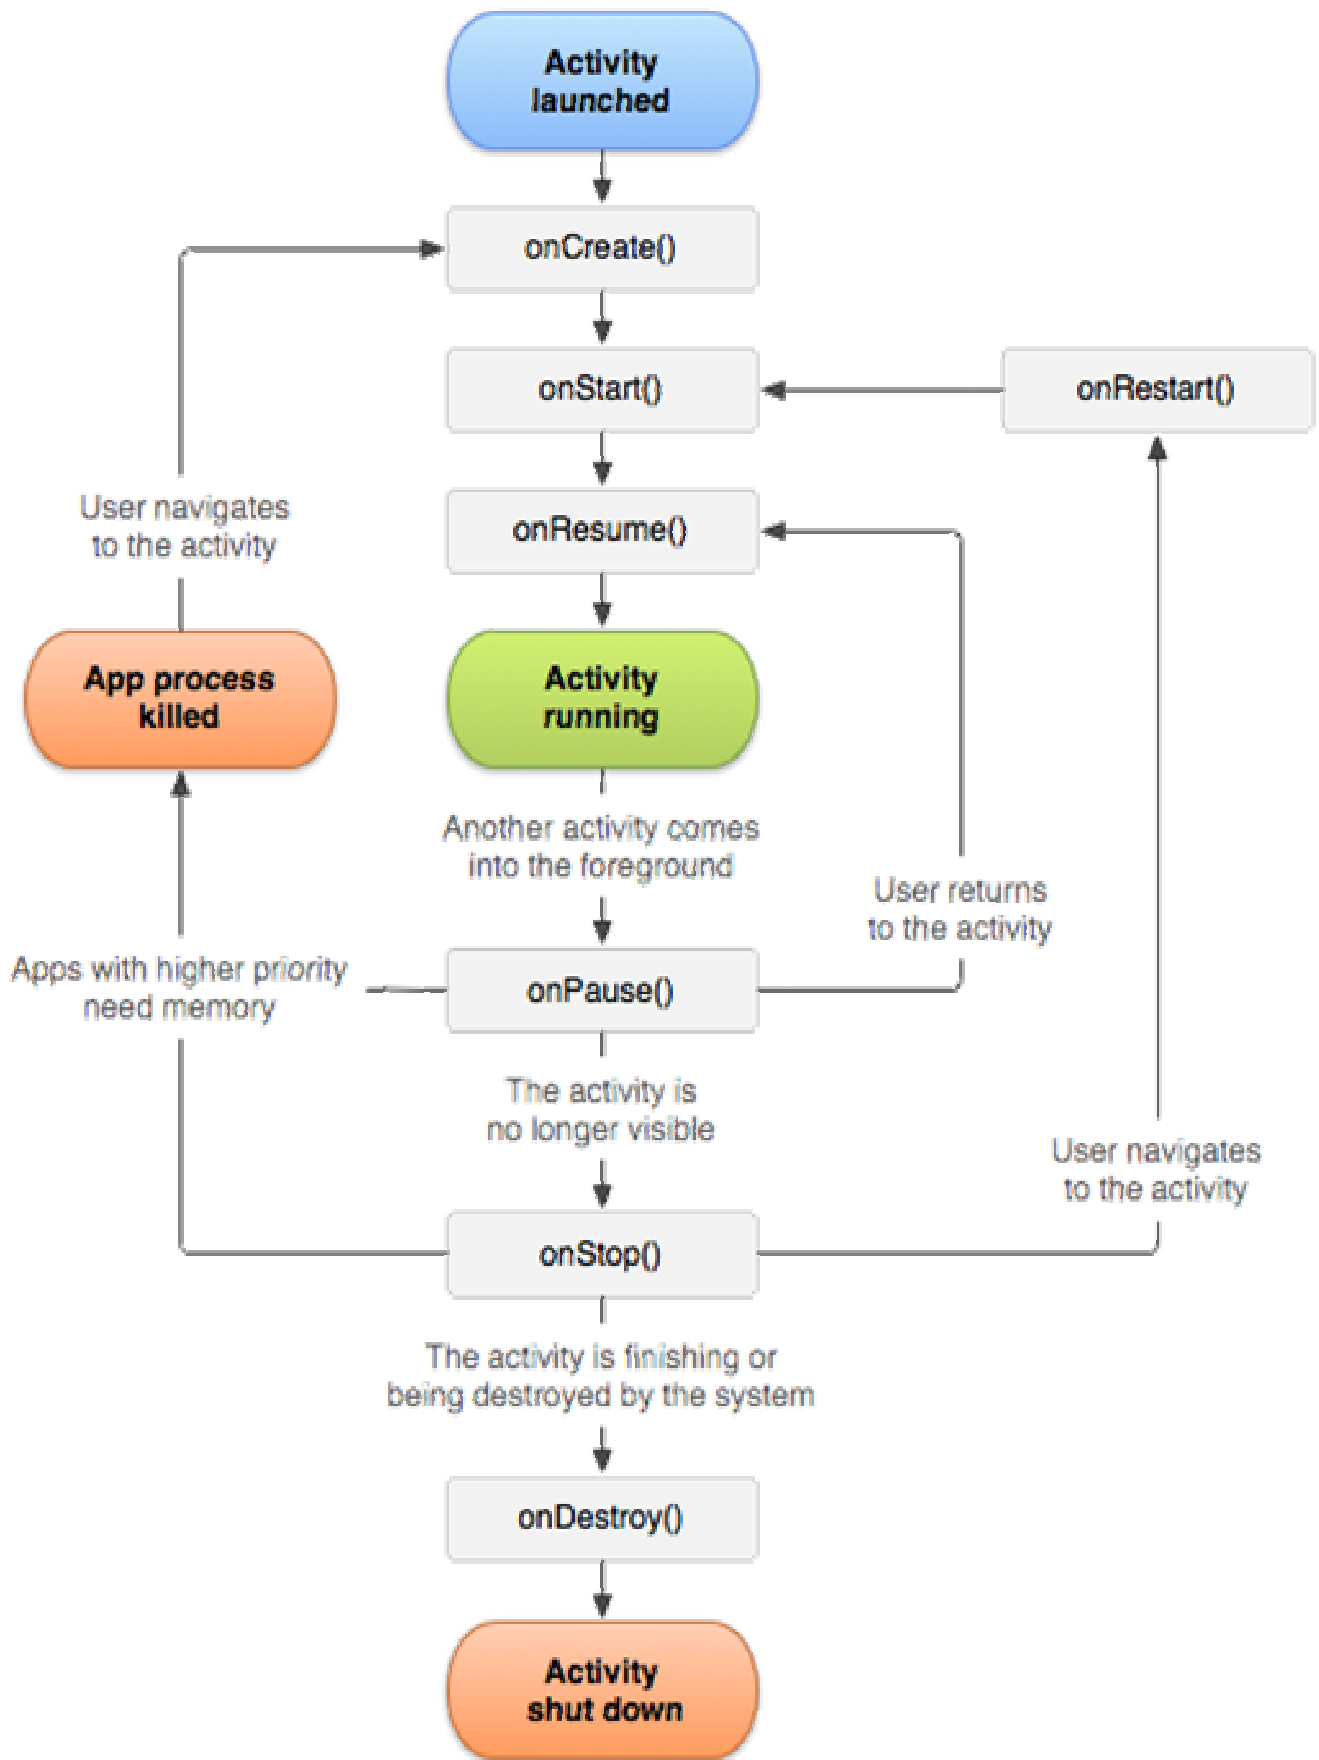 Activity
launched
onCreate()
onStart()
onRestart()
User navigates
to the activity
onResume()
App process
killed
Activity
running
Another activity comes
into the foreground
User returns
to the activity
Apps with higher priority
need memory
onPause()
The activity is
no longer visible
User navigates
to the activity
onStop()
The activity is finishing or
being destroyed by the system
onDestroy()
Activity
shut down